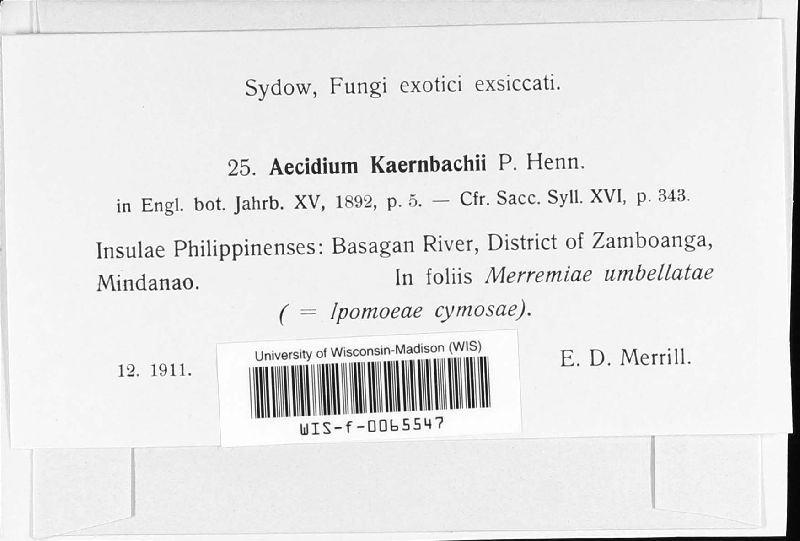 Sydow, Fungi exotici exsiccati.
25. Aecidium Kaernbachii P. Henn.
in Engl. bot. Jahrb. XV, 1892, p. 5. — Cfr. Sacc. Syll. XVI, p. 343.
Insulae Philippinenses: Basagan River, District of Zamboanga,
Mindanao. In foliis Merremiae umbellatae
( = Ipomoeae cymosae).
12. 1911. E. D. Merrill.
University of Wisconsin-Madison (WIS)
WIS-f-0065547